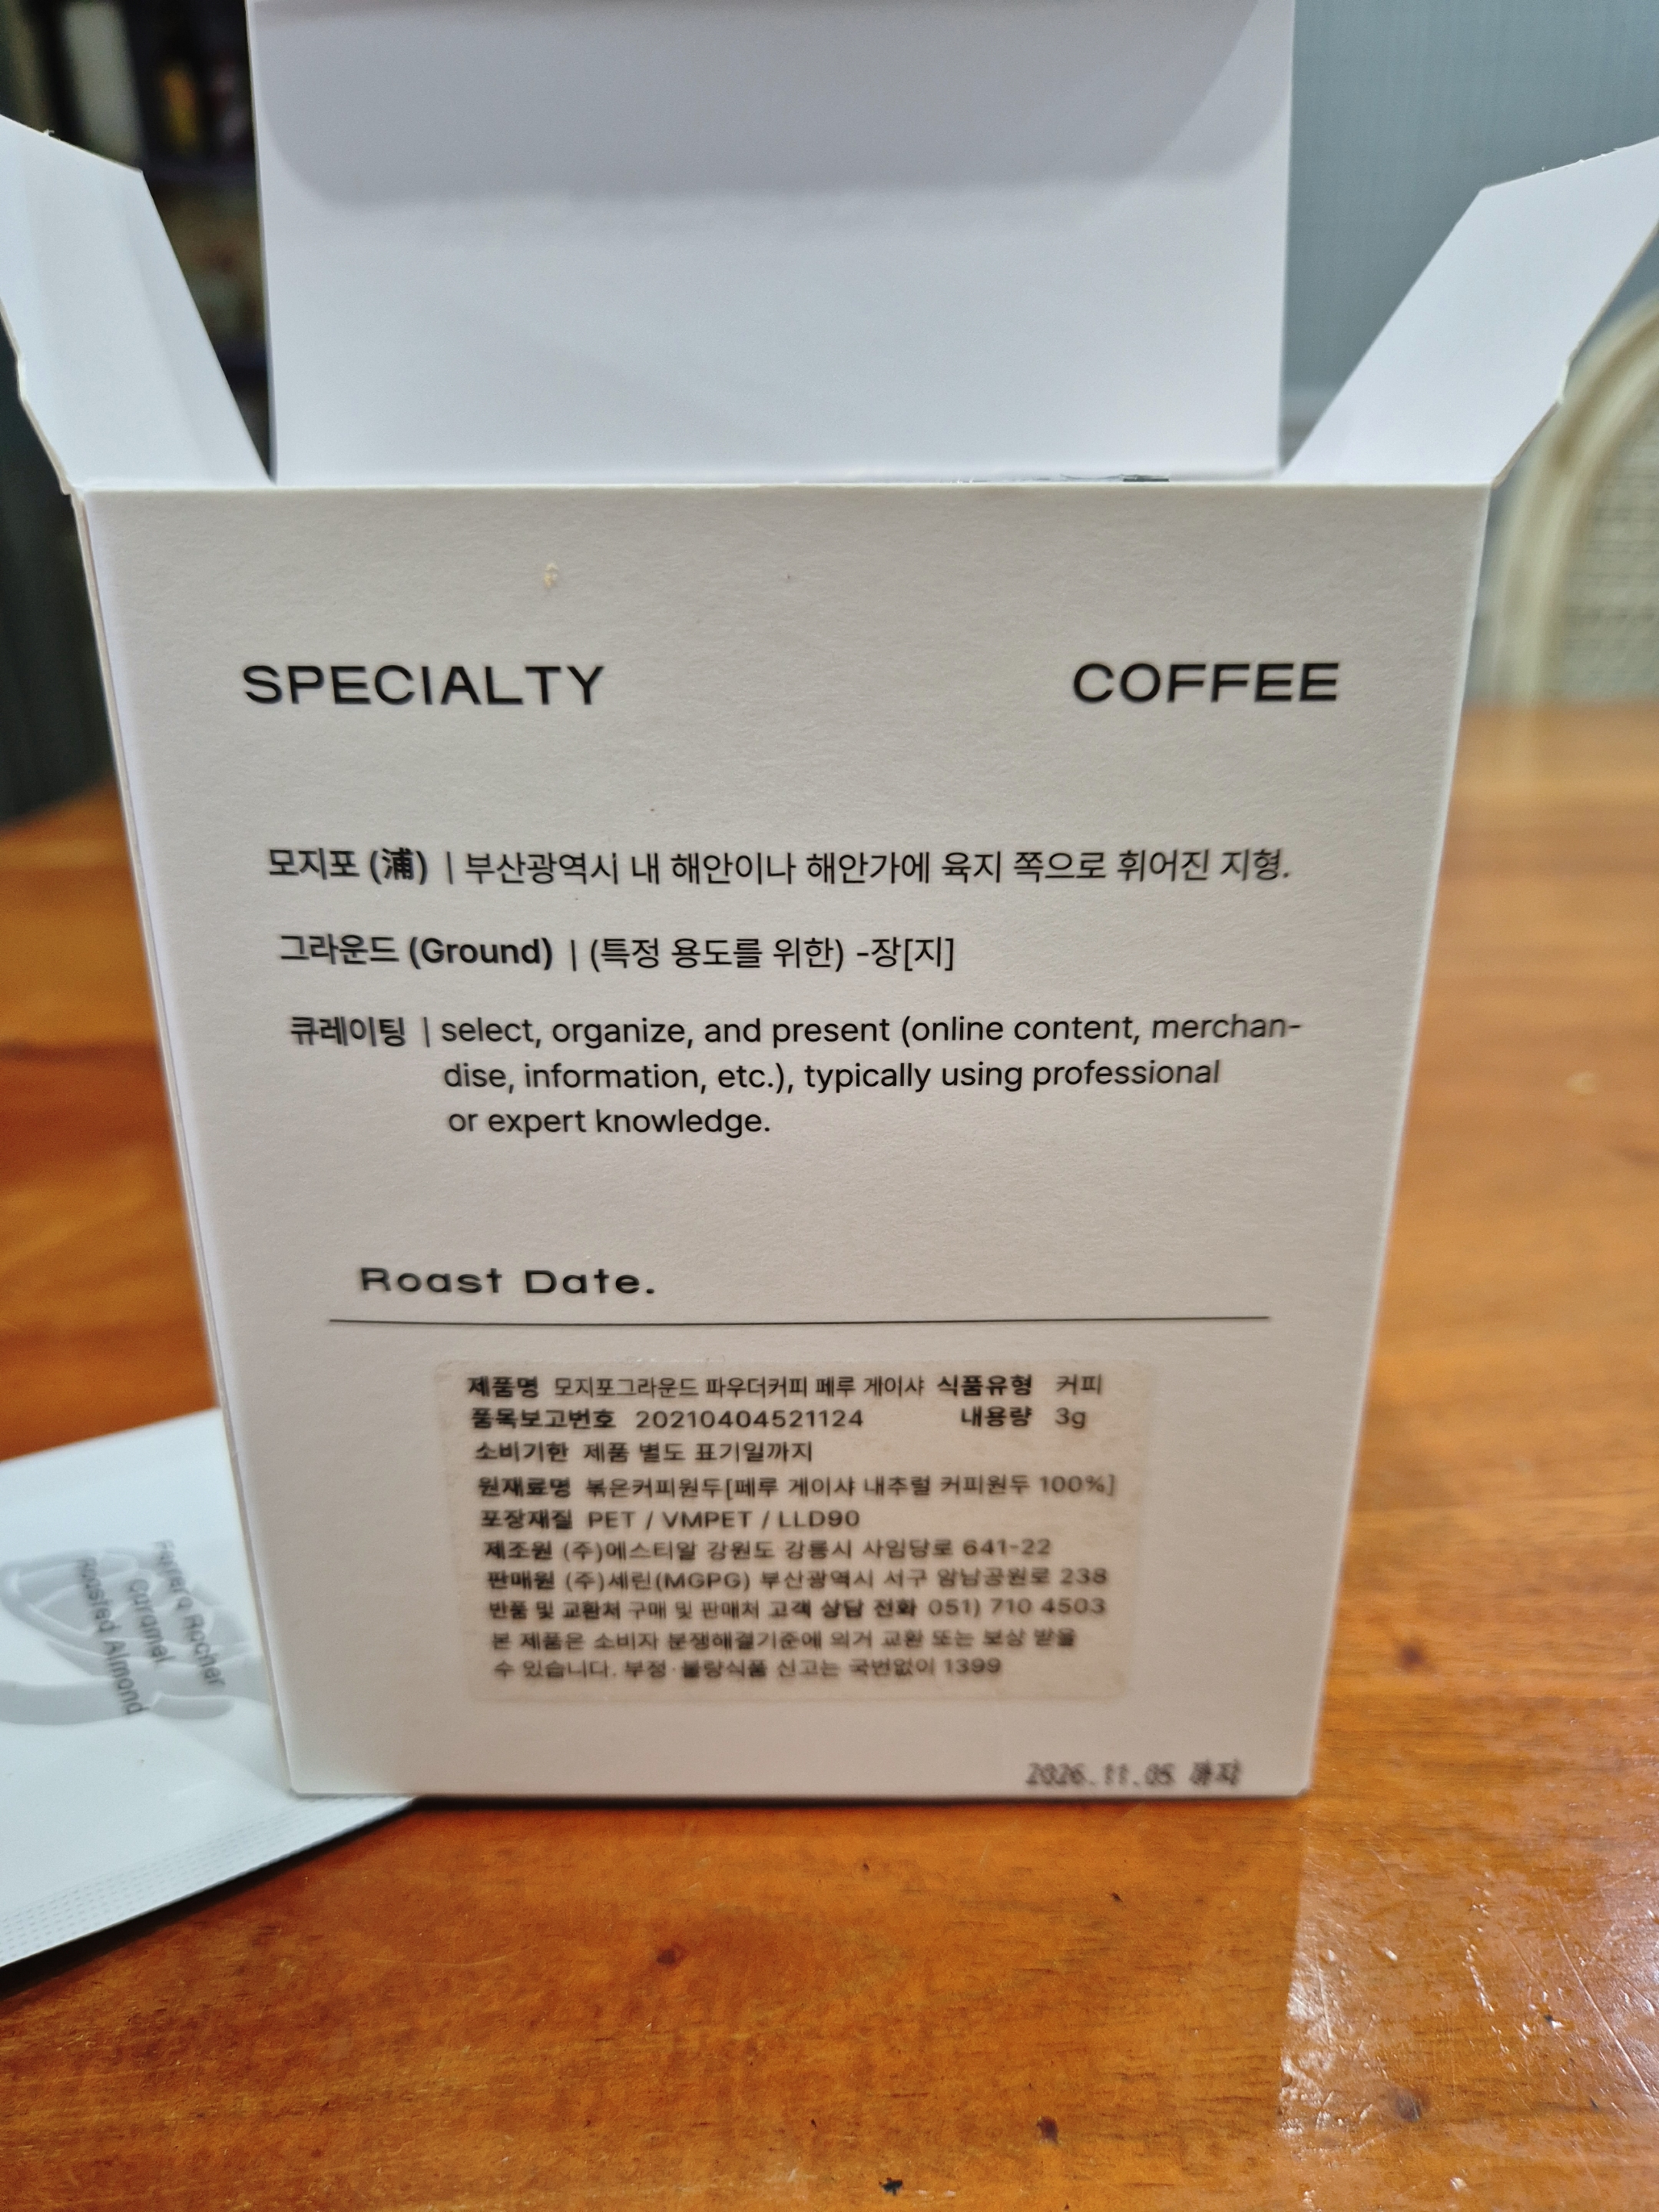 SPECIALTY COFFEE
모지포 (浦) | 부산광역시 내 해안이나 해안가에 육지 쪽으로 휘어진 지형.
그라운드 (Ground) | (특정 용도를 위한) -장[지]
큐레이팅 | select, organize, and present (online content, merchan-
dise, information, etc.), typically using professional
or expert knowledge.
Roast Date.
제품명 모지포그라운드 파우더커피 페루 게이샤 식품유형 커피
품목보고번호 20210404521124 내용량 3g
소비기한 제품 별도 표기일까지
원재료명 볶은커피원두[페루 게이샤 내추럴 커피원두 100%]
포장재질 PET / VMPET / LLD90
제조원 (주)에스티알 강원도 강릉시 사임당로 641-22
판매원 (주)세린(MGPG) 부산광역시 서구 암남공원로 238
반품 및 교환처 구매 및 판매처 고객 상담 전화 051) 710 4503
본 제품은 소비자 분쟁해결기준에 의거 교환 또는 보상 받을
수 있습니다. 부정·불량식품 신고는 국번없이 1399
2026.11.05 까지
Ferrero Rocher
Caramel
Roasted Almond